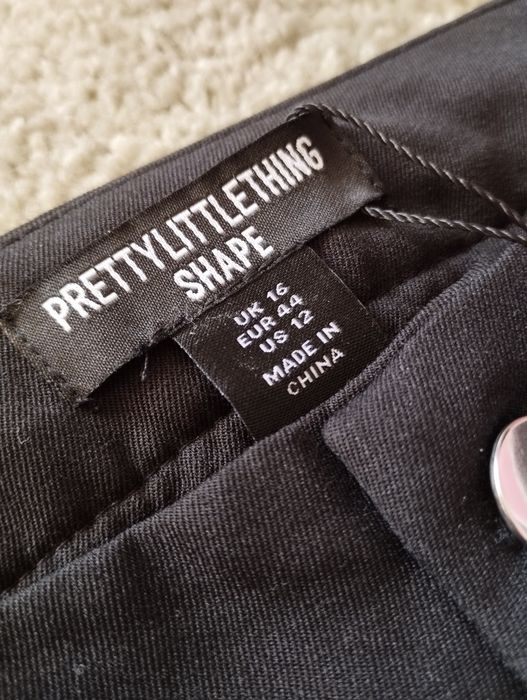 PRETTYLITTLETHING
SHAPE
UK 16
EUR 44
US 12
MADE IN
CHINA